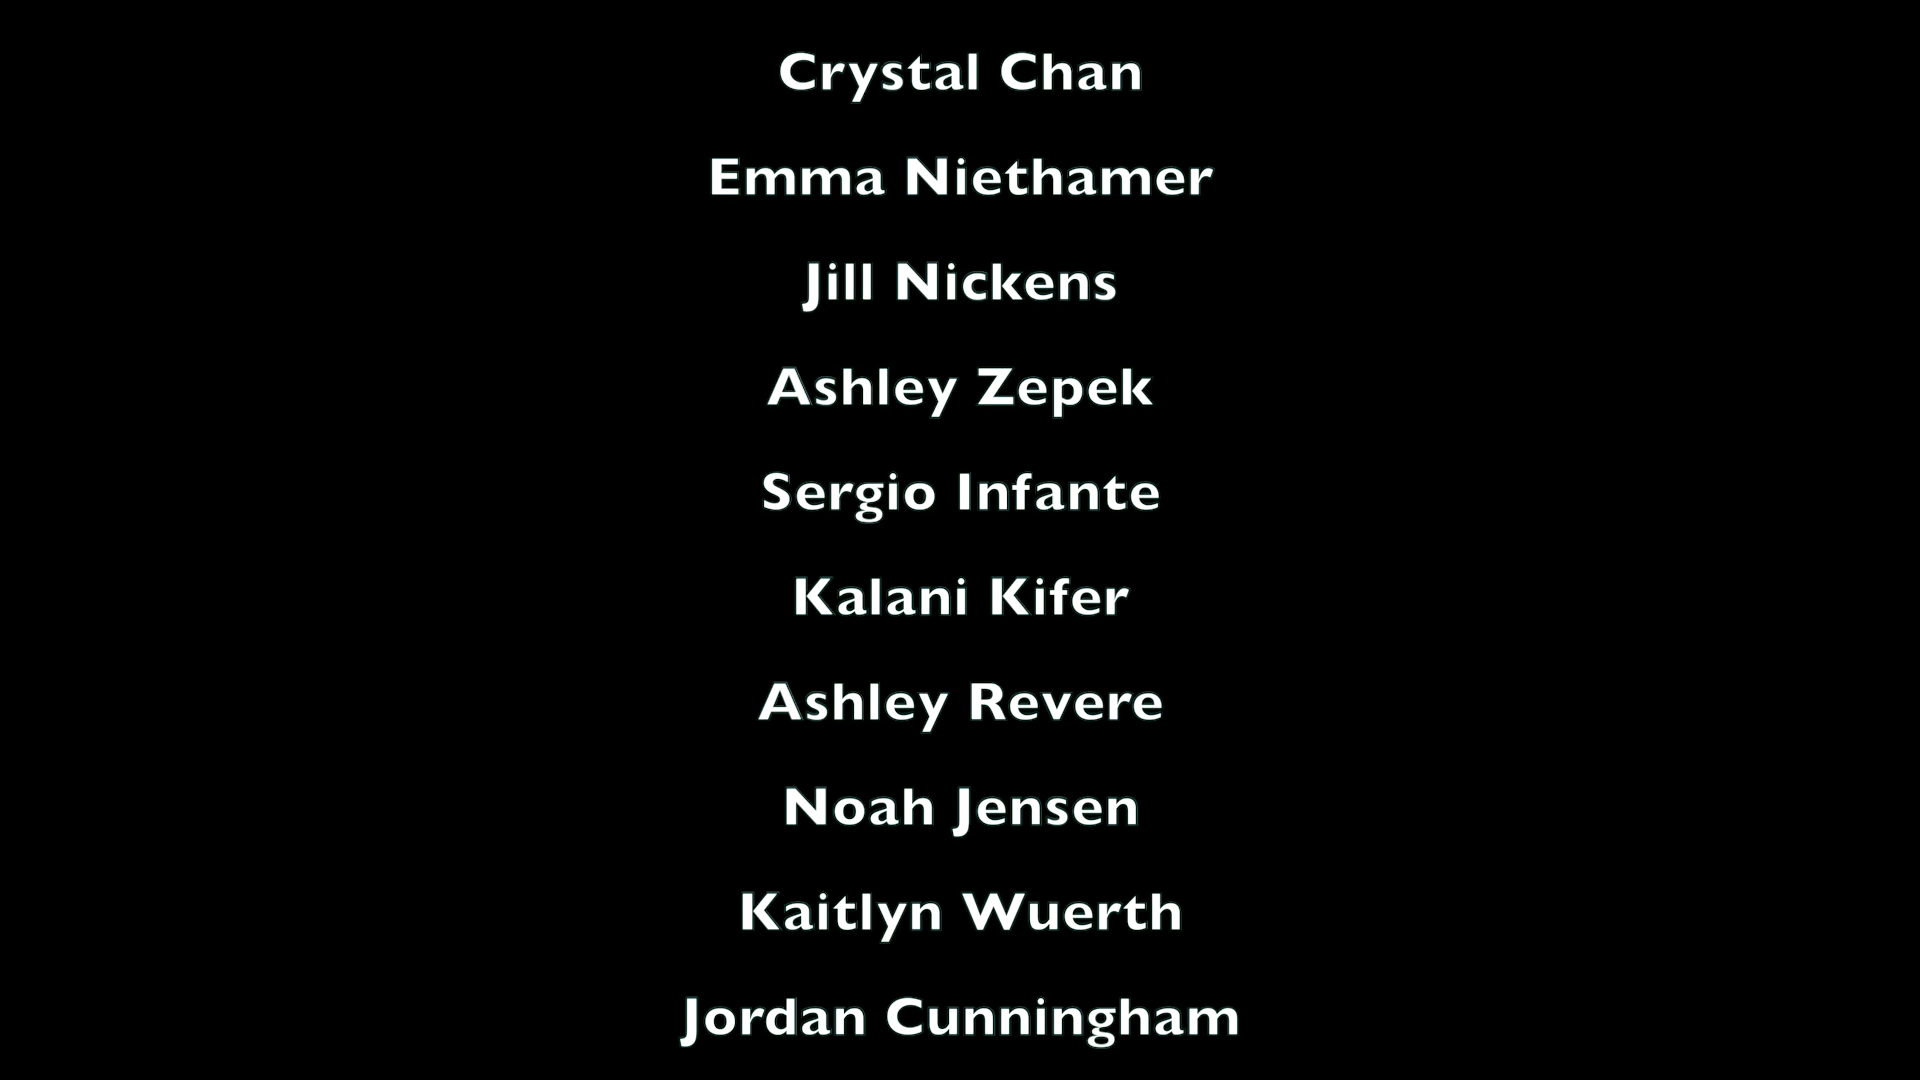 Crystal Chan
Emma Niethamer
Jill Nickens
Ashley Zepek
Sergio Infante
Kalani Kifer
Ashley Revere
Noah Jensen
Kaitlyn Wuerth
Jordan Cunningham